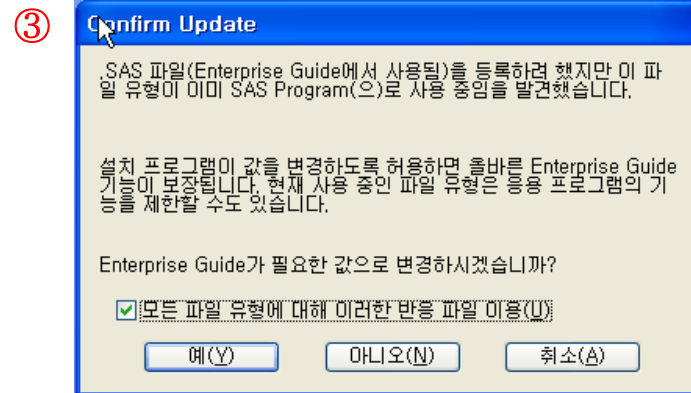 ③
Confirm Update
.SAS 파일(Enterprise Guide에서 사용됨)을 등록하려 했지만 이 파
일 유형이 이미 SAS Program(으)로 사용 중임을 발견했습니다.
설치 프로그램이 값을 변경하도록 허용하면 올바른 Enterprise Guide
기능이 보장됩니다. 현재 사용 중인 파일 유형은 응용 프로그램의 기
능을 제한할 수도 있습니다.
Enterprise Guide가 필요한 값으로 변경하시겠습니까?
모든 파일 유형에 대해 이러한 반응 파일 이용(U)
예(Y) 아니오(N) 취소(A)